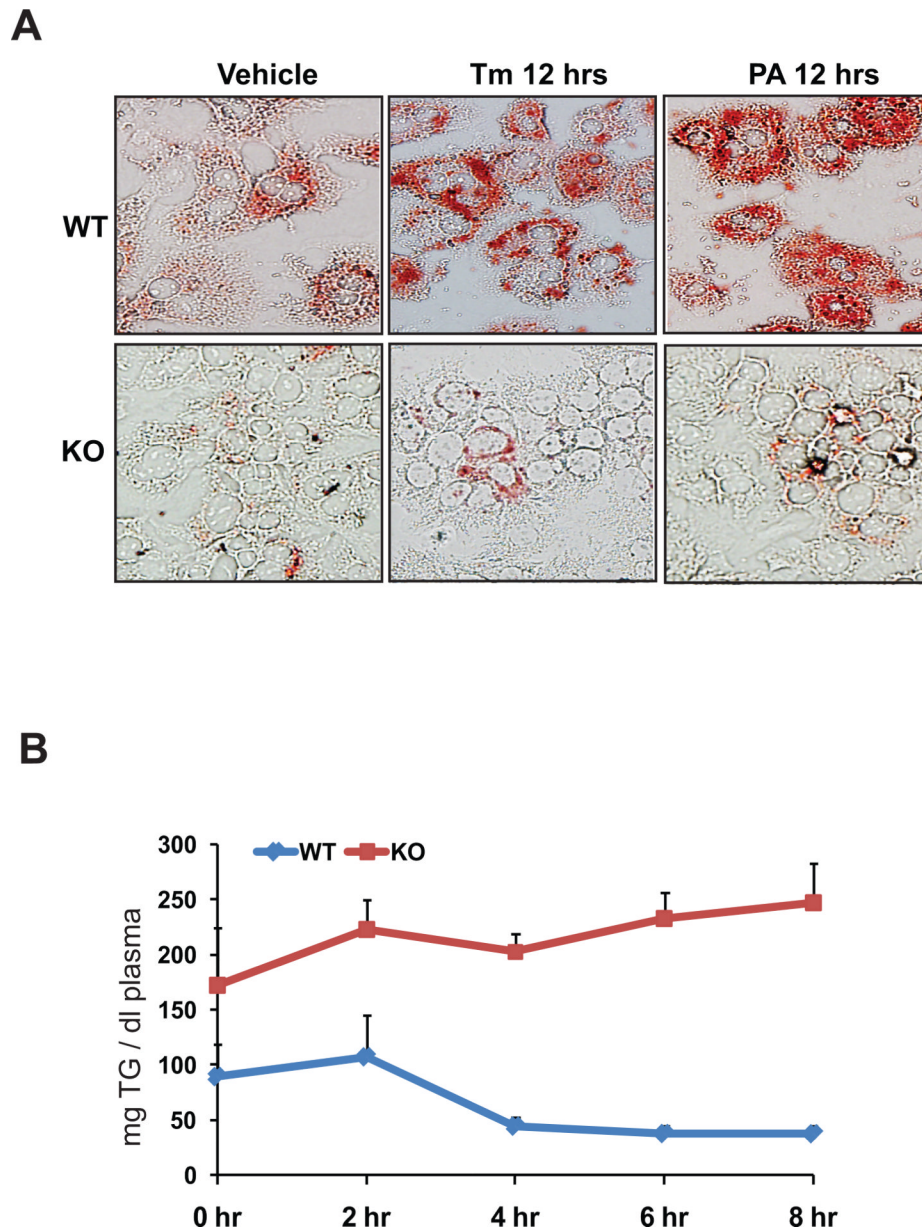 A
Vehicle Tm 12 hrs PA 12 hrs
WT
KO
B
WT KO
300
250
200
150
100
50
0
mg TG / dl plasma
0 hr 2 hr 4 hr 6 hr 8 hr